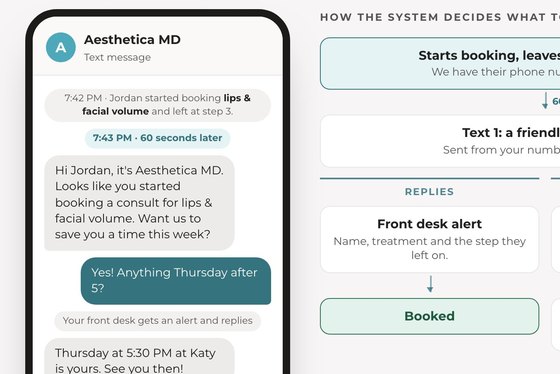 A
Aesthetica MD
Text message
7:42 PM · Jordan started booking lips &
facial volume and left at step 3.
7:43 PM · 60 seconds later
Hi Jordan, it's Aesthetica MD.
Looks like you started
booking a consult for lips &
facial volume. Want us to
save you a time this week?
Yes! Anything Thursday after
5?
Your front desk gets an alert and replies
Thursday at 5:30 PM at Katy
is yours. See you then!
HOW THE SYSTEM DECIDES WHAT
Starts booking, leaves
We have their phone
60
Text 1: a
Sent from your
REPLIES
Front desk alert
Name, treatment and the step they
left on.
Booked